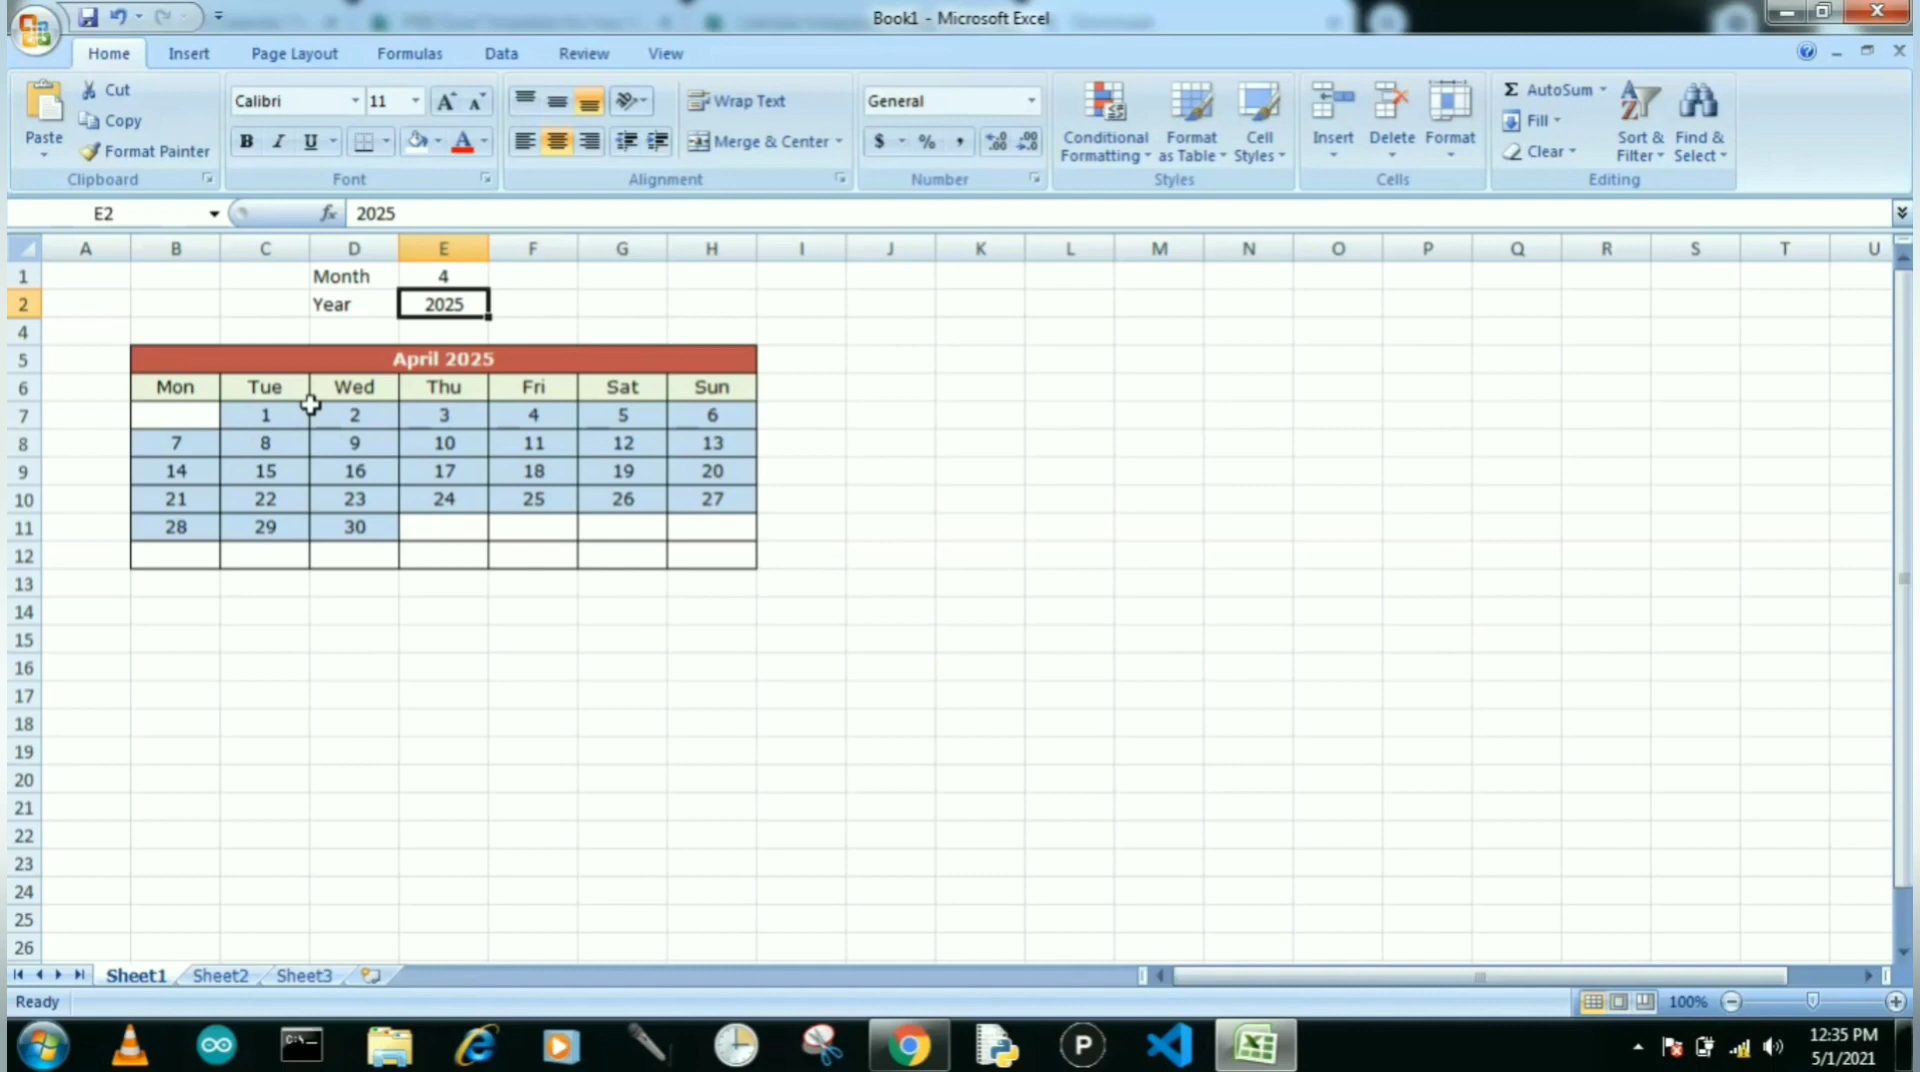 Book1 - Microsoft Excel
Home Insert Page Layout Formulas Data Review View
Paste
Cut
Copy
Format Painter
Clipboard
Calibri 11
B I U
Font
Wrap Text
Merge & Center
Alignment
General
$ % ,
Number
Conditional Formatting
Format as Table
Cell Styles
Styles
Insert Delete Format
Cells
Σ AutoSum
Fill
Clear
Sort & Filter
Find & Select
Editing
E2 fx 2025
A B C D E F G H I J K L M N O P Q R S T U
1 Month 4
2 Year 2025
4
5 April 2025
6 Mon Tue Wed Thu Fri Sat Sun
7 1 2 3 4 5 6
8 7 8 9 10 11 12 13
9 14 15 16 17 18 19 20
10 21 22 23 24 25 26 27
11 28 29 30
12
13
14
15
16
17
18
19
20
21
22
23
24
25
26
Sheet1 Sheet2 Sheet3
Ready 100%
12:35 PM
5/1/2021